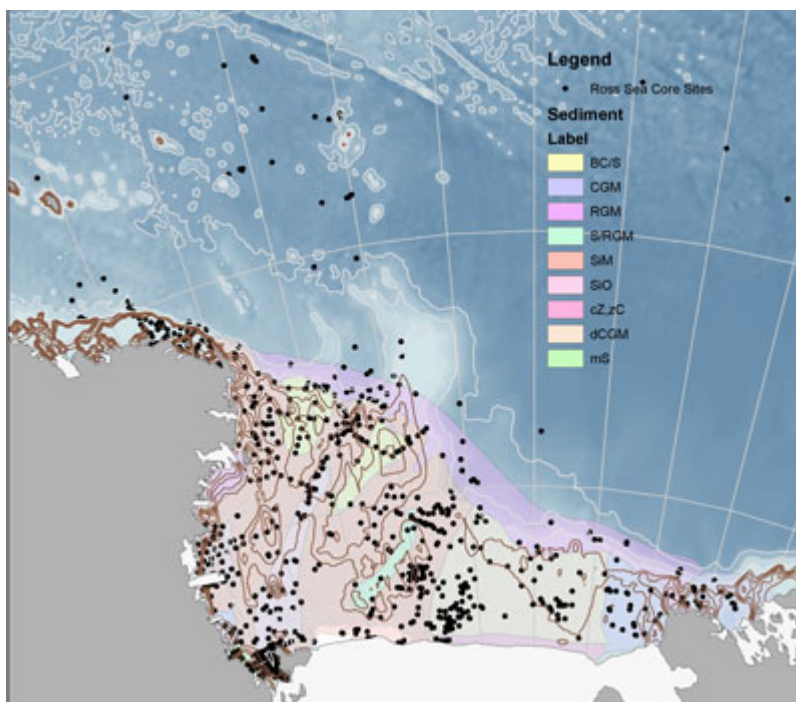 Legend
Ross Sea Core Sites
Sediment
Label
BC/S
CGM
RGM
S/RGM
SiM
SiO
cZ,zC
dCGM
mS